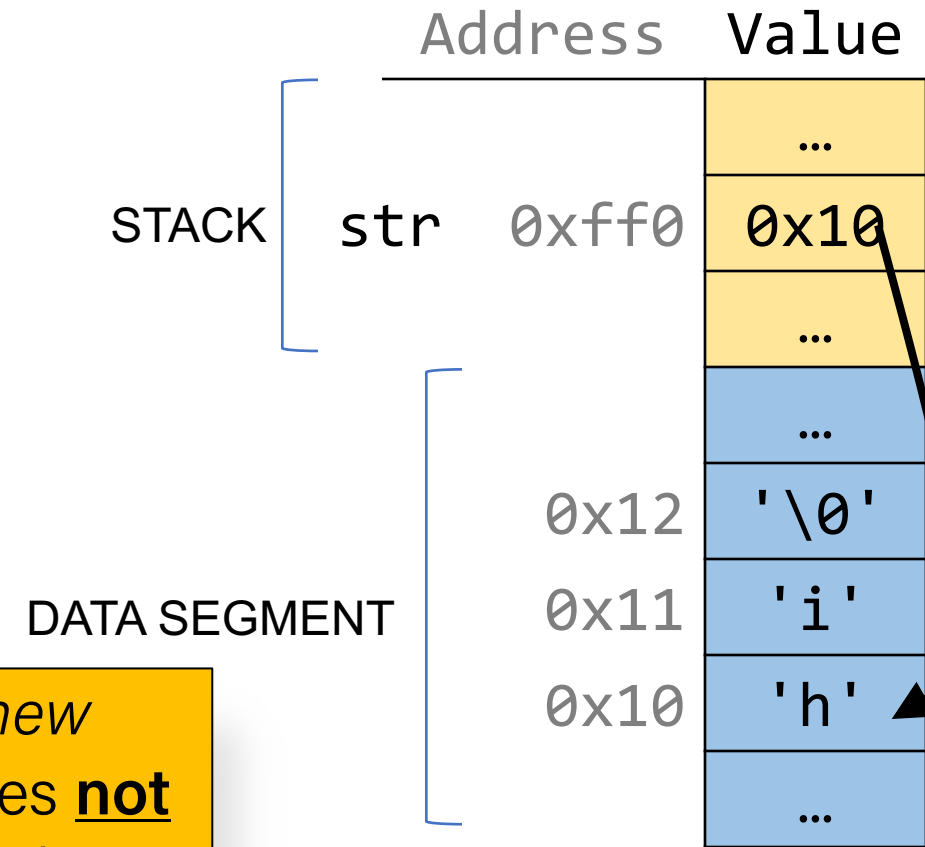 Address Value
…
STACK str 0xff0 0x10
…
…
0x12 '\0'
DATA SEGMENT 0x11 'i'
0x10 'h'
new
es not
…